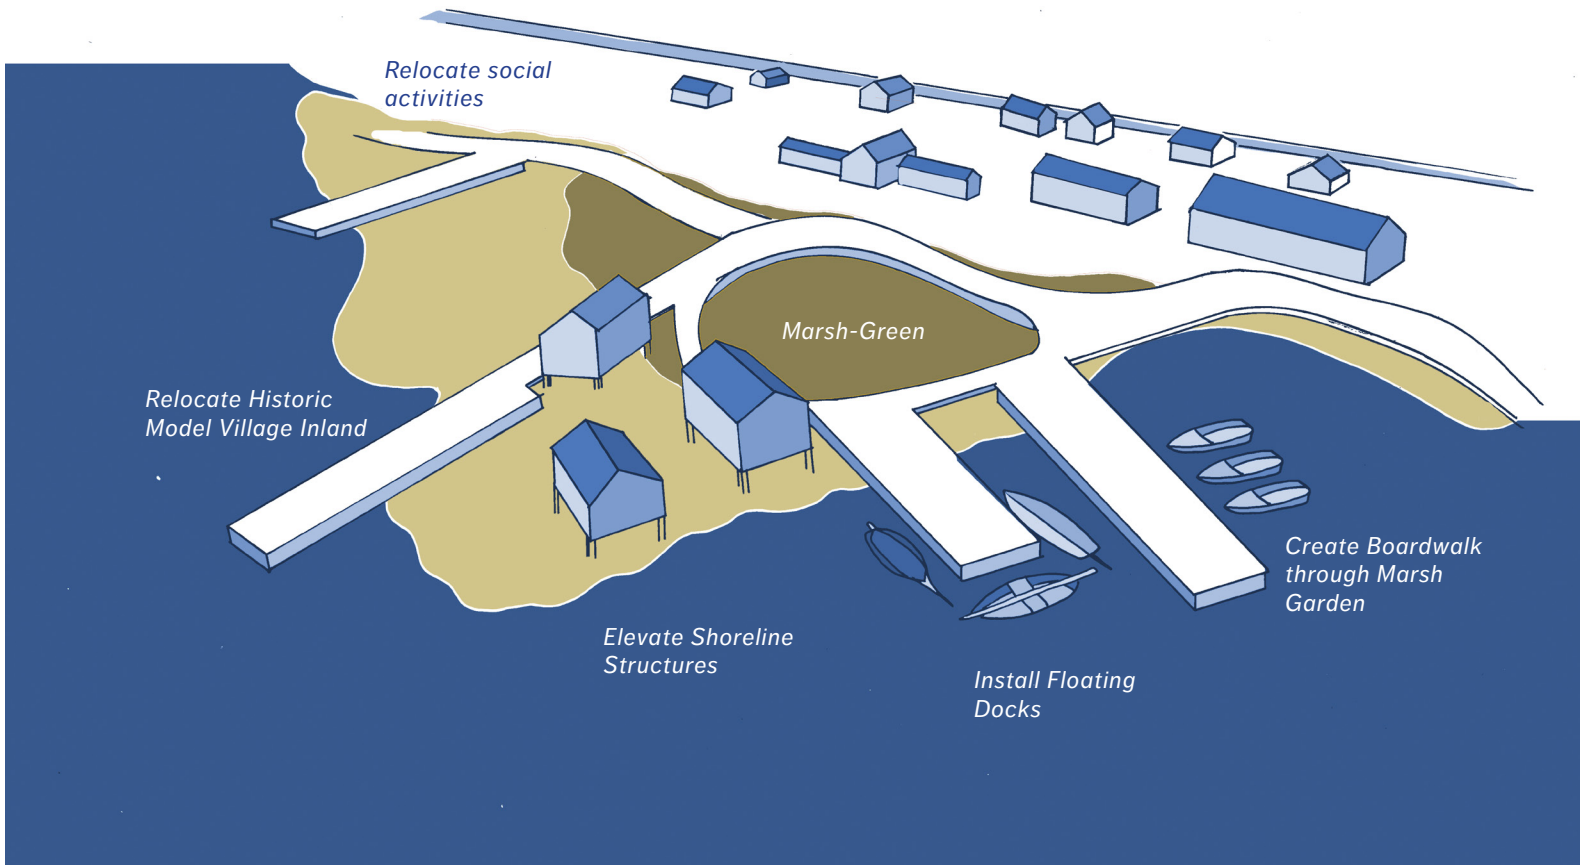 Relocate social
activities
Marsh-Green
Relocate Historic
Model Village Inland
Create Boardwalk
through Marsh
Garden
Elevate Shoreline
Structures
Install Floating
Docks